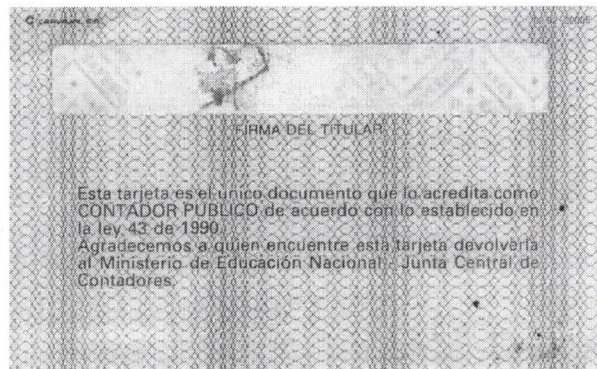 FIRMA DEL TITULAR
Esta tarjeta es el único documento que lo acredita como
CONTADOR PUBLICO de acuerdo con lo establecido en
la ley 43 de 1990.
Agradecemos a quien encuentre esta tarjeta devolverla
al Ministerio de Educación Nacional - Junta Central de
Contadores.